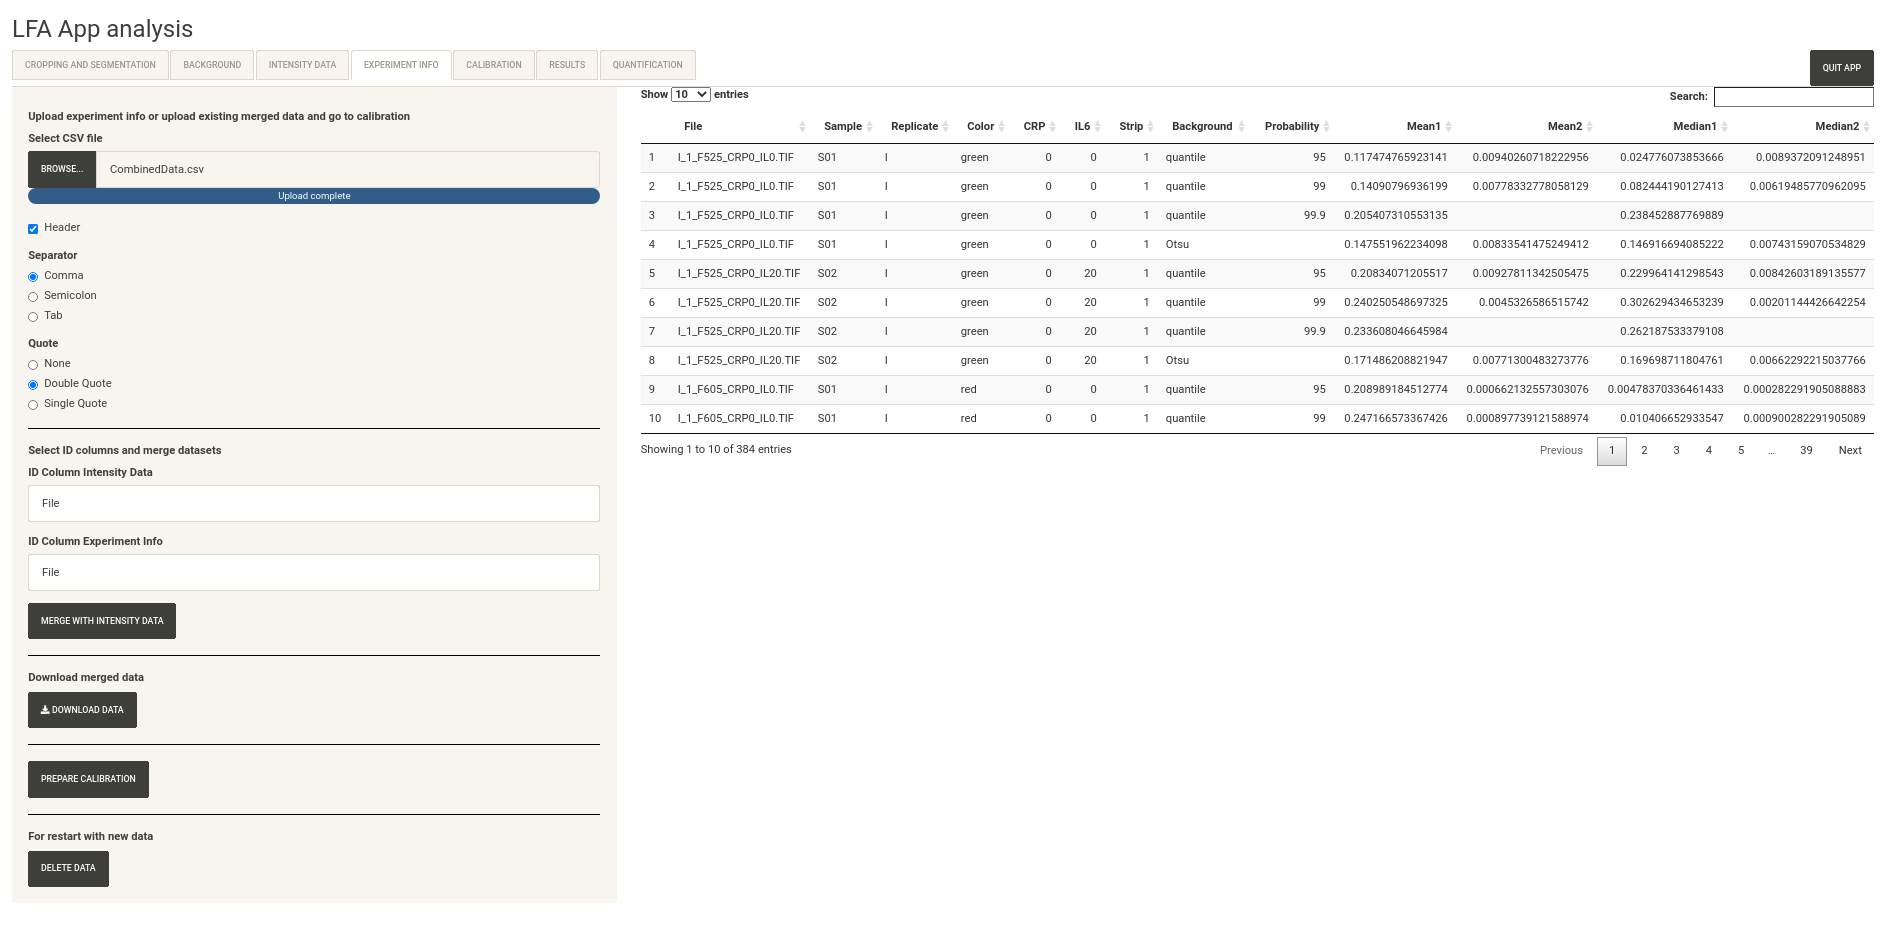 LFA App analysis
CROPPING AND SEGMENTATION BACKGROUND INTENSITY DATA EXPERIMENT INFO CALIBRATION RESULTS QUANTIFICATION
QUIT APP
Upload experiment info or upload existing merged data and go to calibration
Select CSV file
BROWSE... CombinedData.csv
Upload complete
Header
Separator
Comma
Semicolon
Tab
Quote
None
Double Quote
Single Quote
Select ID columns and merge datasets
ID Column Intensity Data
File
ID Column Experiment Info
File
MERGE WITH INTENSITY DATA
Download merged data
DOWNLOAD DATA
PREPARE CALIBRATION
For restart with new data
DELETE DATA
Show 10 entries
Search:
File Sample Replicate Color CRP IL6 Strip Background Probability Mean1 Mean2 Median1 Median2
1 I_1_F525_CRP0_IL0.TIF S01 I green 0 0 1 quantile 95 0.117474765923141 0.00940260718222956 0.024776073853666 0.0089372091248951
2 I_1_F525_CRP0_IL0.TIF S01 I green 0 0 1 quantile 99 0.14090796936199 0.00778332778058129 0.082444190127413 0.00619485770962095
3 I_1_F525_CRP0_IL0.TIF S01 I green 0 0 1 quantile 99.9 0.205407310553135 0.238452887769889
4 I_1_F525_CRP0_IL0.TIF S01 I green 0 0 1 Otsu 0.147551962234098 0.00833541475249412 0.146916694085222 0.00743159070534829
5 I_1_F525_CRP0_IL20.TIF S02 I green 0 20 1 quantile 95 0.20834071205517 0.00927811342505475 0.229964141298543 0.00842603189135577
6 I_1_F525_CRP0_IL20.TIF S02 I green 0 20 1 quantile 99 0.240250548697325 0.0045326586515742 0.302629434653239 0.00201144426642254
7 I_1_F525_CRP0_IL20.TIF S02 I green 0 20 1 quantile 99.9 0.233608046645984 0.262187533379108
8 I_1_F525_CRP0_IL20.TIF S02 I green 0 20 1 Otsu 0.171486208821947 0.00771300483273776 0.169698711804761 0.00662292215037766
9 I_1_F605_CRP0_IL0.TIF S01 I red 0 0 1 quantile 95 0.208989184512774 0.000662132557303076 0.00478370336461433 0.000282291905088883
10 I_1_F605_CRP0_IL0.TIF S01 I red 0 0 1 quantile 99 0.247166573367426 0.000897739121588974 0.010406652933547 0.000900282291905089
Showing 1 to 10 of 384 entries
Previous 1 2 3 4 5 … 39 Next